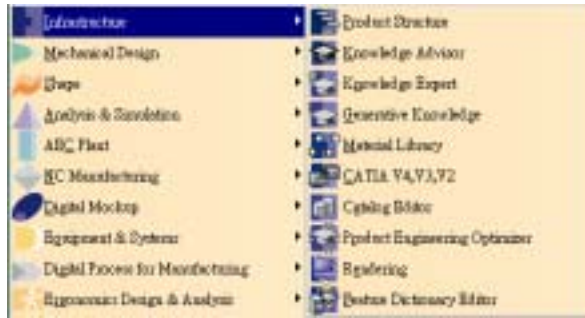 Infrastructure
Mechanical Design
Shape
Analysis & Simulation
AEC Plant
NC Manufacturing
Digital Mockup
Equipment & Systems
Digital Process for Manufacturing
Ergonomics Design & Analysis
Product Structure
Knowledge Advisor
Knowledge Expert
Generative Knowledge
Material Library
CATIA V4,V3,V2
Catalog Editor
Product Engineering Optimizer
Rendering
Feature Dictionary Editor